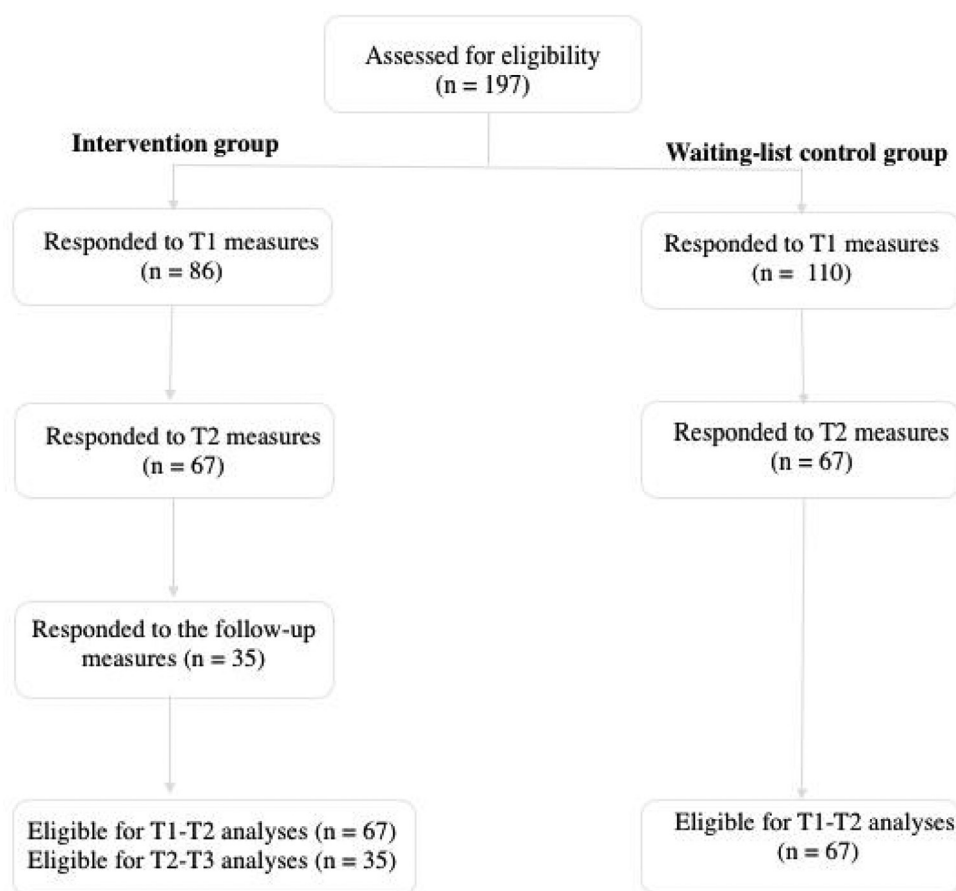 Assessed for eligibility
(n = 197)
Intervention group
Waiting-list control group
Responded to T1 measures
(n = 86)
Responded to T1 measures
(n =  110)
Responded to T2 measures
(n = 67)
Responded to T2 measures
(n = 67)
Responded to the follow-up
measures (n = 35)
Eligible for T1-T2 analyses (n = 67)
Eligible for T2-T3 analyses (n = 35)
Eligible for T1-T2 analyses
(n = 67)